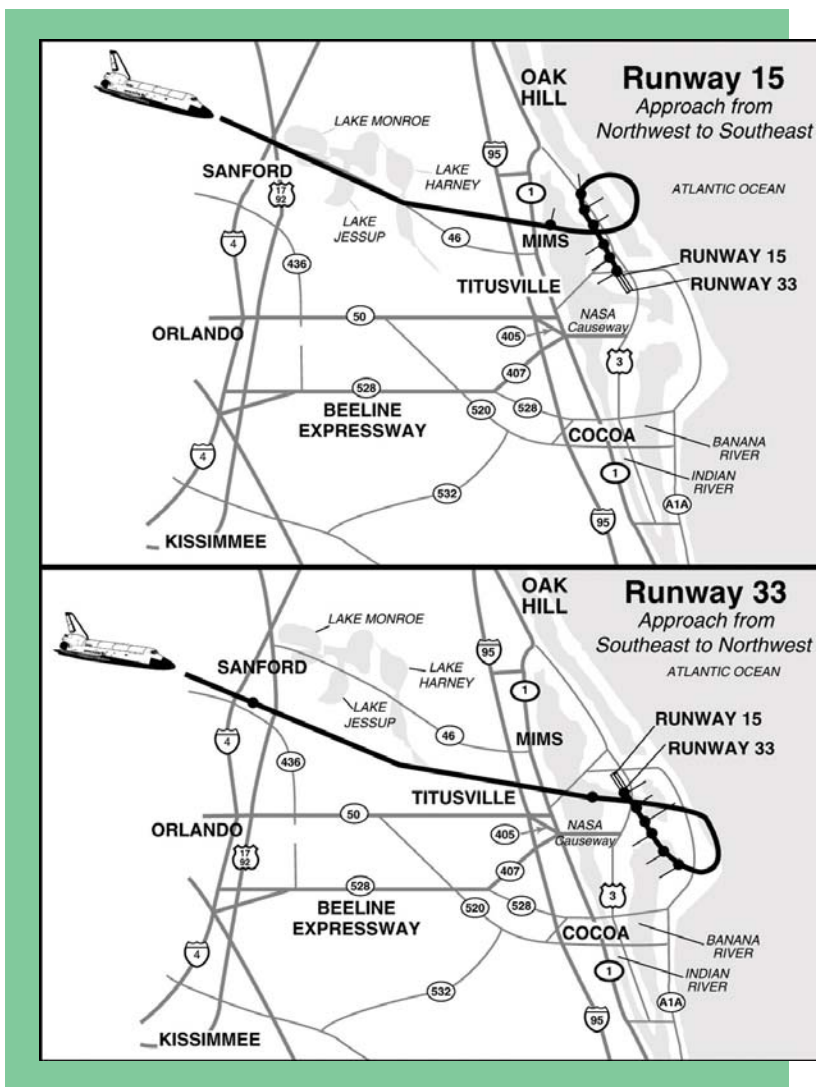 OAK
HILL
Runway 15
Approach from
Northwest to Southeast
LAKE MONROE
95
SANFORD
17
92
LAKE
HARNEY
1
ATLANTIC OCEAN
LAKE
JESSUP
4
46
MIMS
436
RUNWAY 15
TITUSVILLE
RUNWAY 33
50
NASA
Causeway
ORLANDO
405
3
407
528
BEELINE
EXPRESSWAY
520
528
COCOA
BANANA
RIVER
4
1
INDIAN
RIVER
532
A1A
95
KISSIMMEE
OAK
HILL
Runway 33
Approach from
Southeast to Northwest
LAKE MONROE
95
SANFORD
LAKE
HARNEY
ATLANTIC OCEAN
1
LAKE
JESSUP
4
46
MIMS
RUNWAY 15
436
RUNWAY 33
TITUSVILLE
50
ORLANDO
NASA
Causeway
405
17
92
407
528
3
BEELINE
EXPRESSWAY
520
528
COCOA
BANANA
RIVER
4
1
INDIAN
RIVER
532
A1A
95
KISSIMMEE